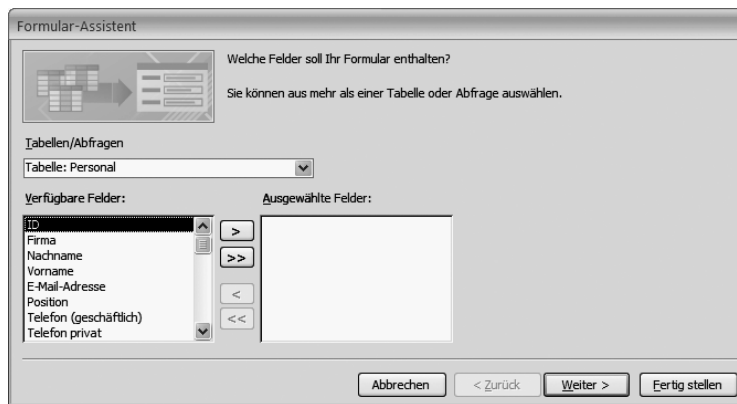 Formular-Assistent
Welche Felder soll Ihr Formular enthalten?
Sie können aus mehr als einer Tabelle oder Abfrage auswählen.
Tabellen/Abfragen
Tabelle: Personal
Verfügbare Felder:
Ausgewählte Felder:
ID
Firma
Nachname
Vorname
E-Mail-Adresse
Position
Telefon (geschäftlich)
Telefon privat
>
>>
<
<<
Abbrechen
< Zurück
Weiter >
Fertig stellen